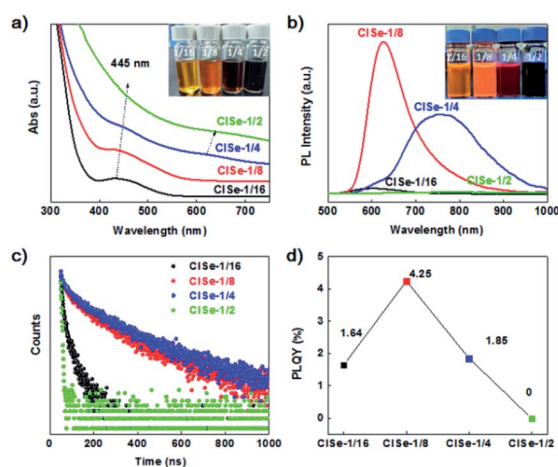 a)
445 nm
1/16 1/8 1/4 1/2
CISe-1/2
CISe-1/4
CISe-1/8
CISe-1/16
Abs (a.u.)
300 400 500 600 700
Wavelength (nm)
b)
CISe-1/8
1/16 1/8 1/4 1/2
CISe-1/4
CISe-1/16
CISe-1/2
PL Intensity (a.u.)
500 600 700 800 900 1000
Wavelength (nm)
c)
CISe-1/16
CISe-1/8
CISe-1/4
CISe-1/2
Counts
0 200 400 600 800 1000
Time (ns)
d)
5
4
3
2
1
0
PLQY (%)
1.64
4.25
1.85
0
CISe-1/16 CISe-1/8 CISe-1/4 CISe-1/2